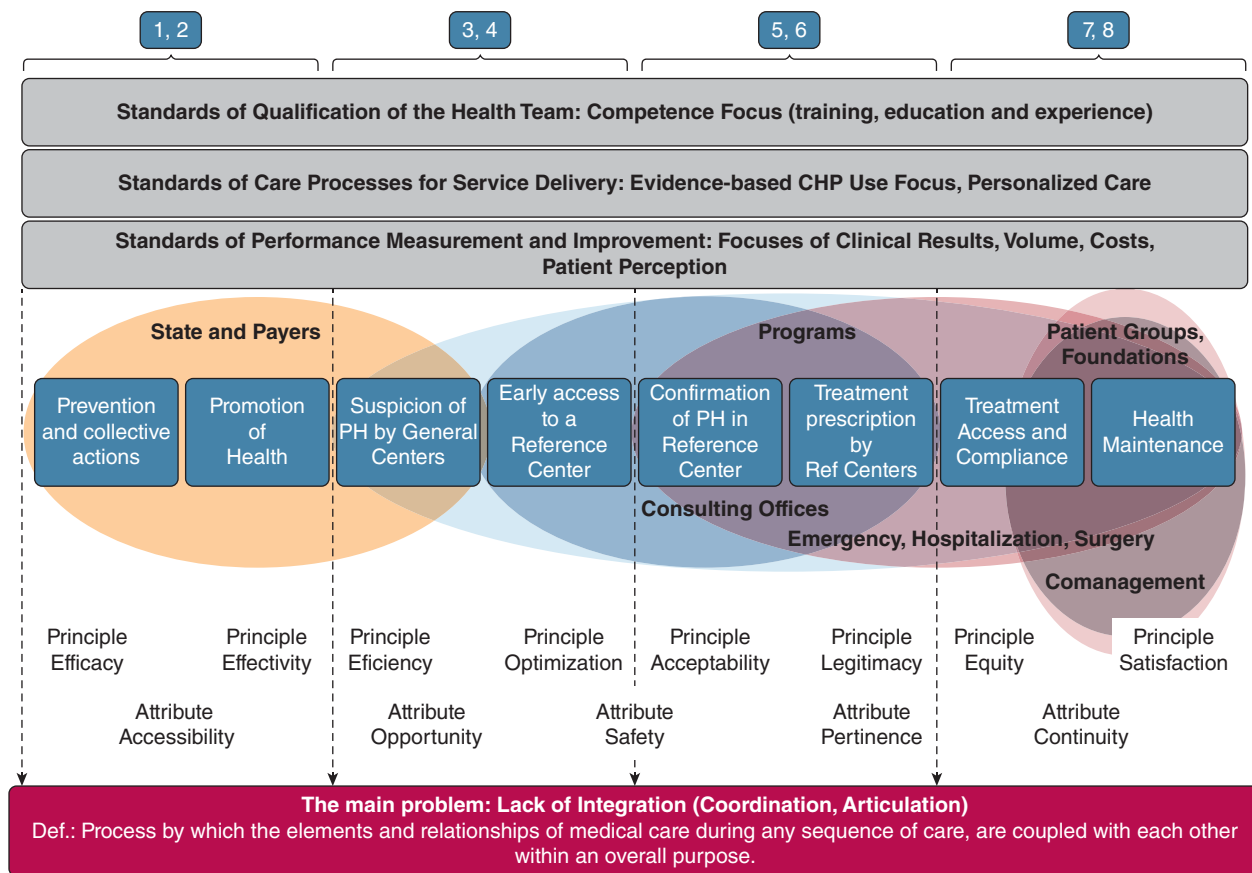 1, 2
3, 4
5, 6
7, 8
Standards of Qualification of the Health Team: Competence Focus (training, education and experience)
Standards of Care Processes for Service Delivery: Evidence-based CHP Use Focus, Personalized Care
Standards of Performance Measurement and Improvement: Focuses of Clinical Results, Volume, Costs,
Patient Perception
State and Payers
Programs
Patient Groups,
Foundations
Prevention
and collective
actions
Promotion
of
Health
Suspicion of
PH by General
Centers
Early access
to a
Reference
Center
Confirmation
of PH in
Reference
Center
Treatment
prescription
by
Ref Centers
Treatment
Access and
Compliance
Health
Maintenance
Consulting Offices
Emergency, Hospitalization, Surgery
Comanagement
Principle
Efficacy
Principle
Effectivity
Principle
Eficiency
Principle
Optimization
Principle
Acceptability
Principle
Legitimacy
Principle
Equity
Principle
Satisfaction
Attribute
Accessibility
Attribute
Opportunity
Attribute
Safety
Attribute
Pertinence
Attribute
Continuity
The main problem: Lack of Integration (Coordination, Articulation)
Def.: Process by which the elements and relationships of medical care during any sequence of care, are coupled with each other
within an overall purpose.